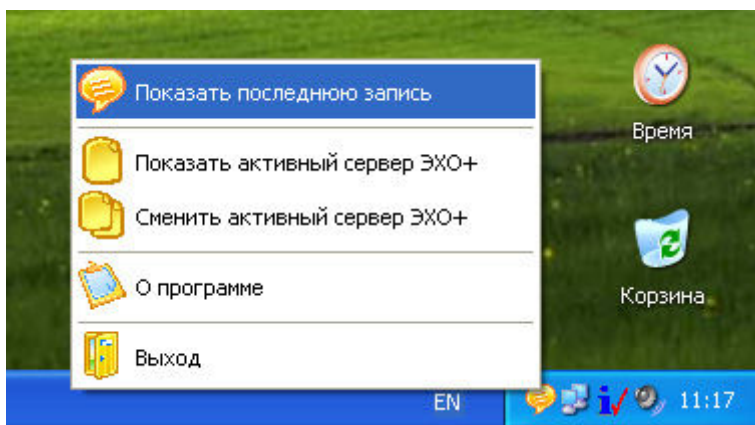 Показать последнюю запись
Время
Показать активный сервер ЭХО+
Сменить активный сервер ЭХО+
О программе
Корзина
Выход
EN
11:17